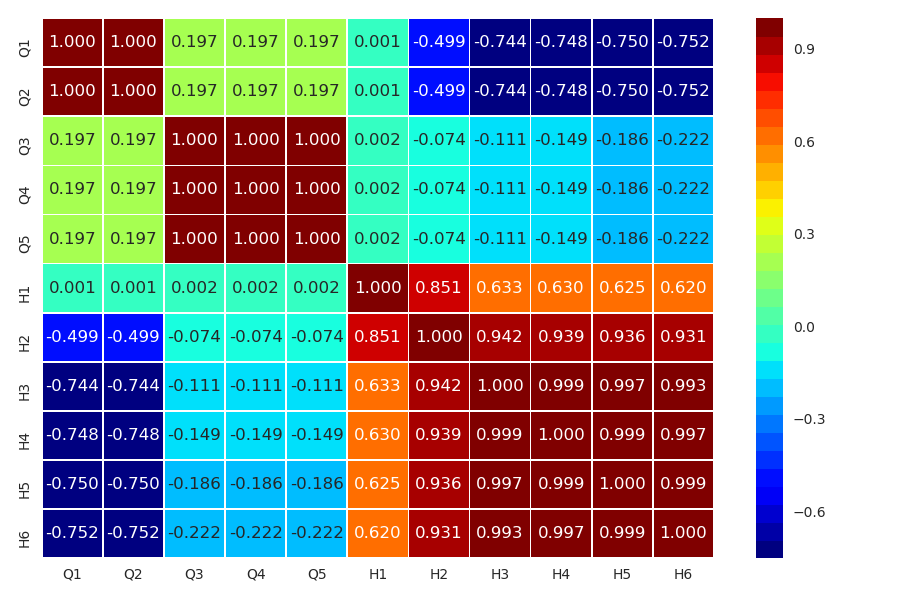 Q1 1.000 1.000 0.197 0.197 0.197 0.001 -0.499 -0.744 -0.748 -0.750 -0.752
Q2 1.000 1.000 0.197 0.197 0.197 0.001 -0.499 -0.744 -0.748 -0.750 -0.752
Q3 0.197 0.197 1.000 1.000 1.000 0.002 -0.074 -0.111 -0.149 -0.186 -0.222
Q4 0.197 0.197 1.000 1.000 1.000 0.002 -0.074 -0.111 -0.149 -0.186 -0.222
Q5 0.197 0.197 1.000 1.000 1.000 0.002 -0.074 -0.111 -0.149 -0.186 -0.222
H1 0.001 0.001 0.002 0.002 0.002 1.000 0.851 0.633 0.630 0.625 0.620
H2 -0.499 -0.499 -0.074 -0.074 -0.074 0.851 1.000 0.942 0.939 0.936 0.931
H3 -0.744 -0.744 -0.111 -0.111 -0.111 0.633 0.942 1.000 0.999 0.997 0.993
H4 -0.748 -0.748 -0.149 -0.149 -0.149 0.630 0.939 0.999 1.000 0.999 0.997
H5 -0.750 -0.750 -0.186 -0.186 -0.186 0.625 0.936 0.997 0.999 1.000 0.999
H6 -0.752 -0.752 -0.222 -0.222 -0.222 0.620 0.931 0.993 0.997 0.999 1.000
Q1 Q2 Q3 Q4 Q5 H1 H2 H3 H4 H5 H6
0.9
0.6
0.3
0.0
−0.3
−0.6